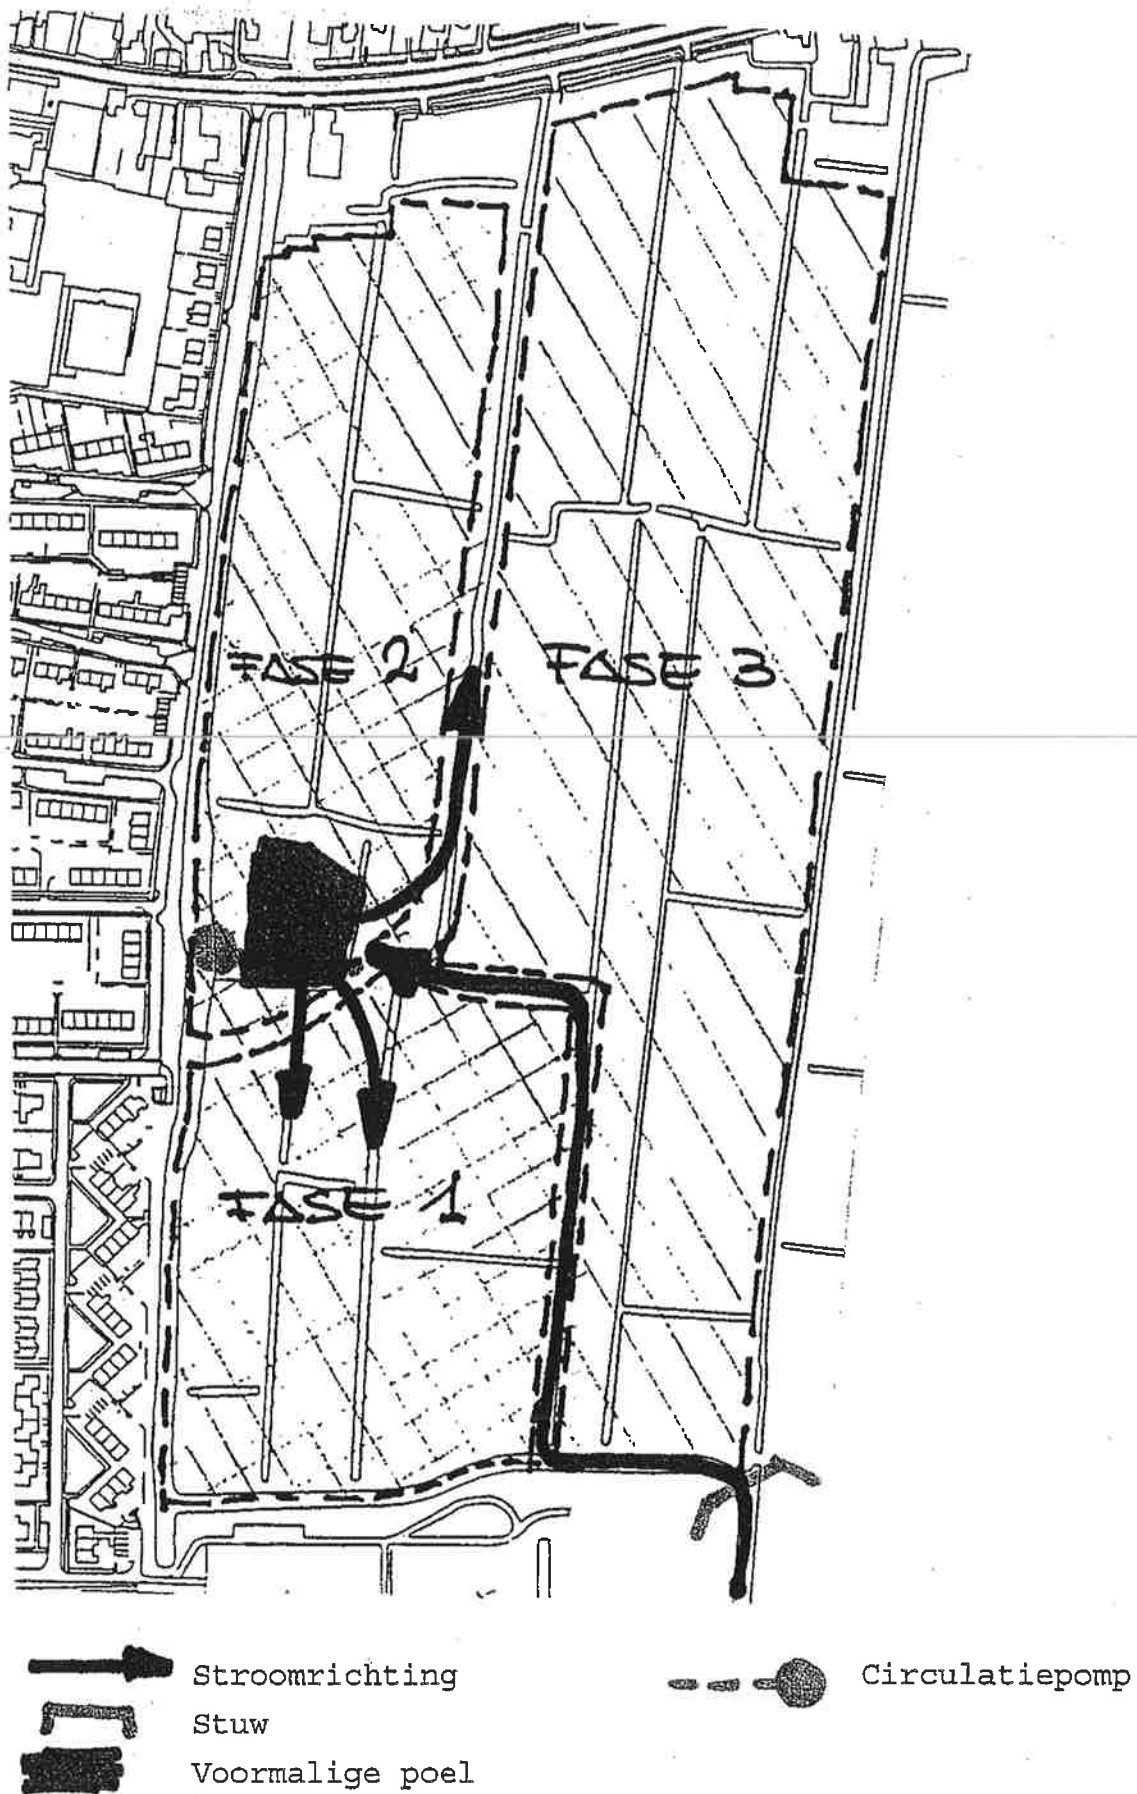 FASE 2
FASE 3
FASE 1
Stroomrichting
Circulatiepomp
Stuw
Voormalige poel